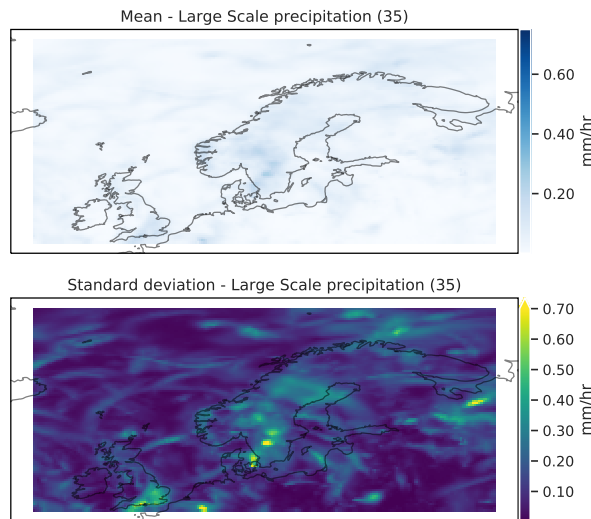 Mean - Large Scale precipitation (35)
0.60
0.40
0.20
mm/hr
Standard deviation - Large Scale precipitation (35)
0.70
0.60
0.50
0.40
0.30
0.20
0.10
mm/hr